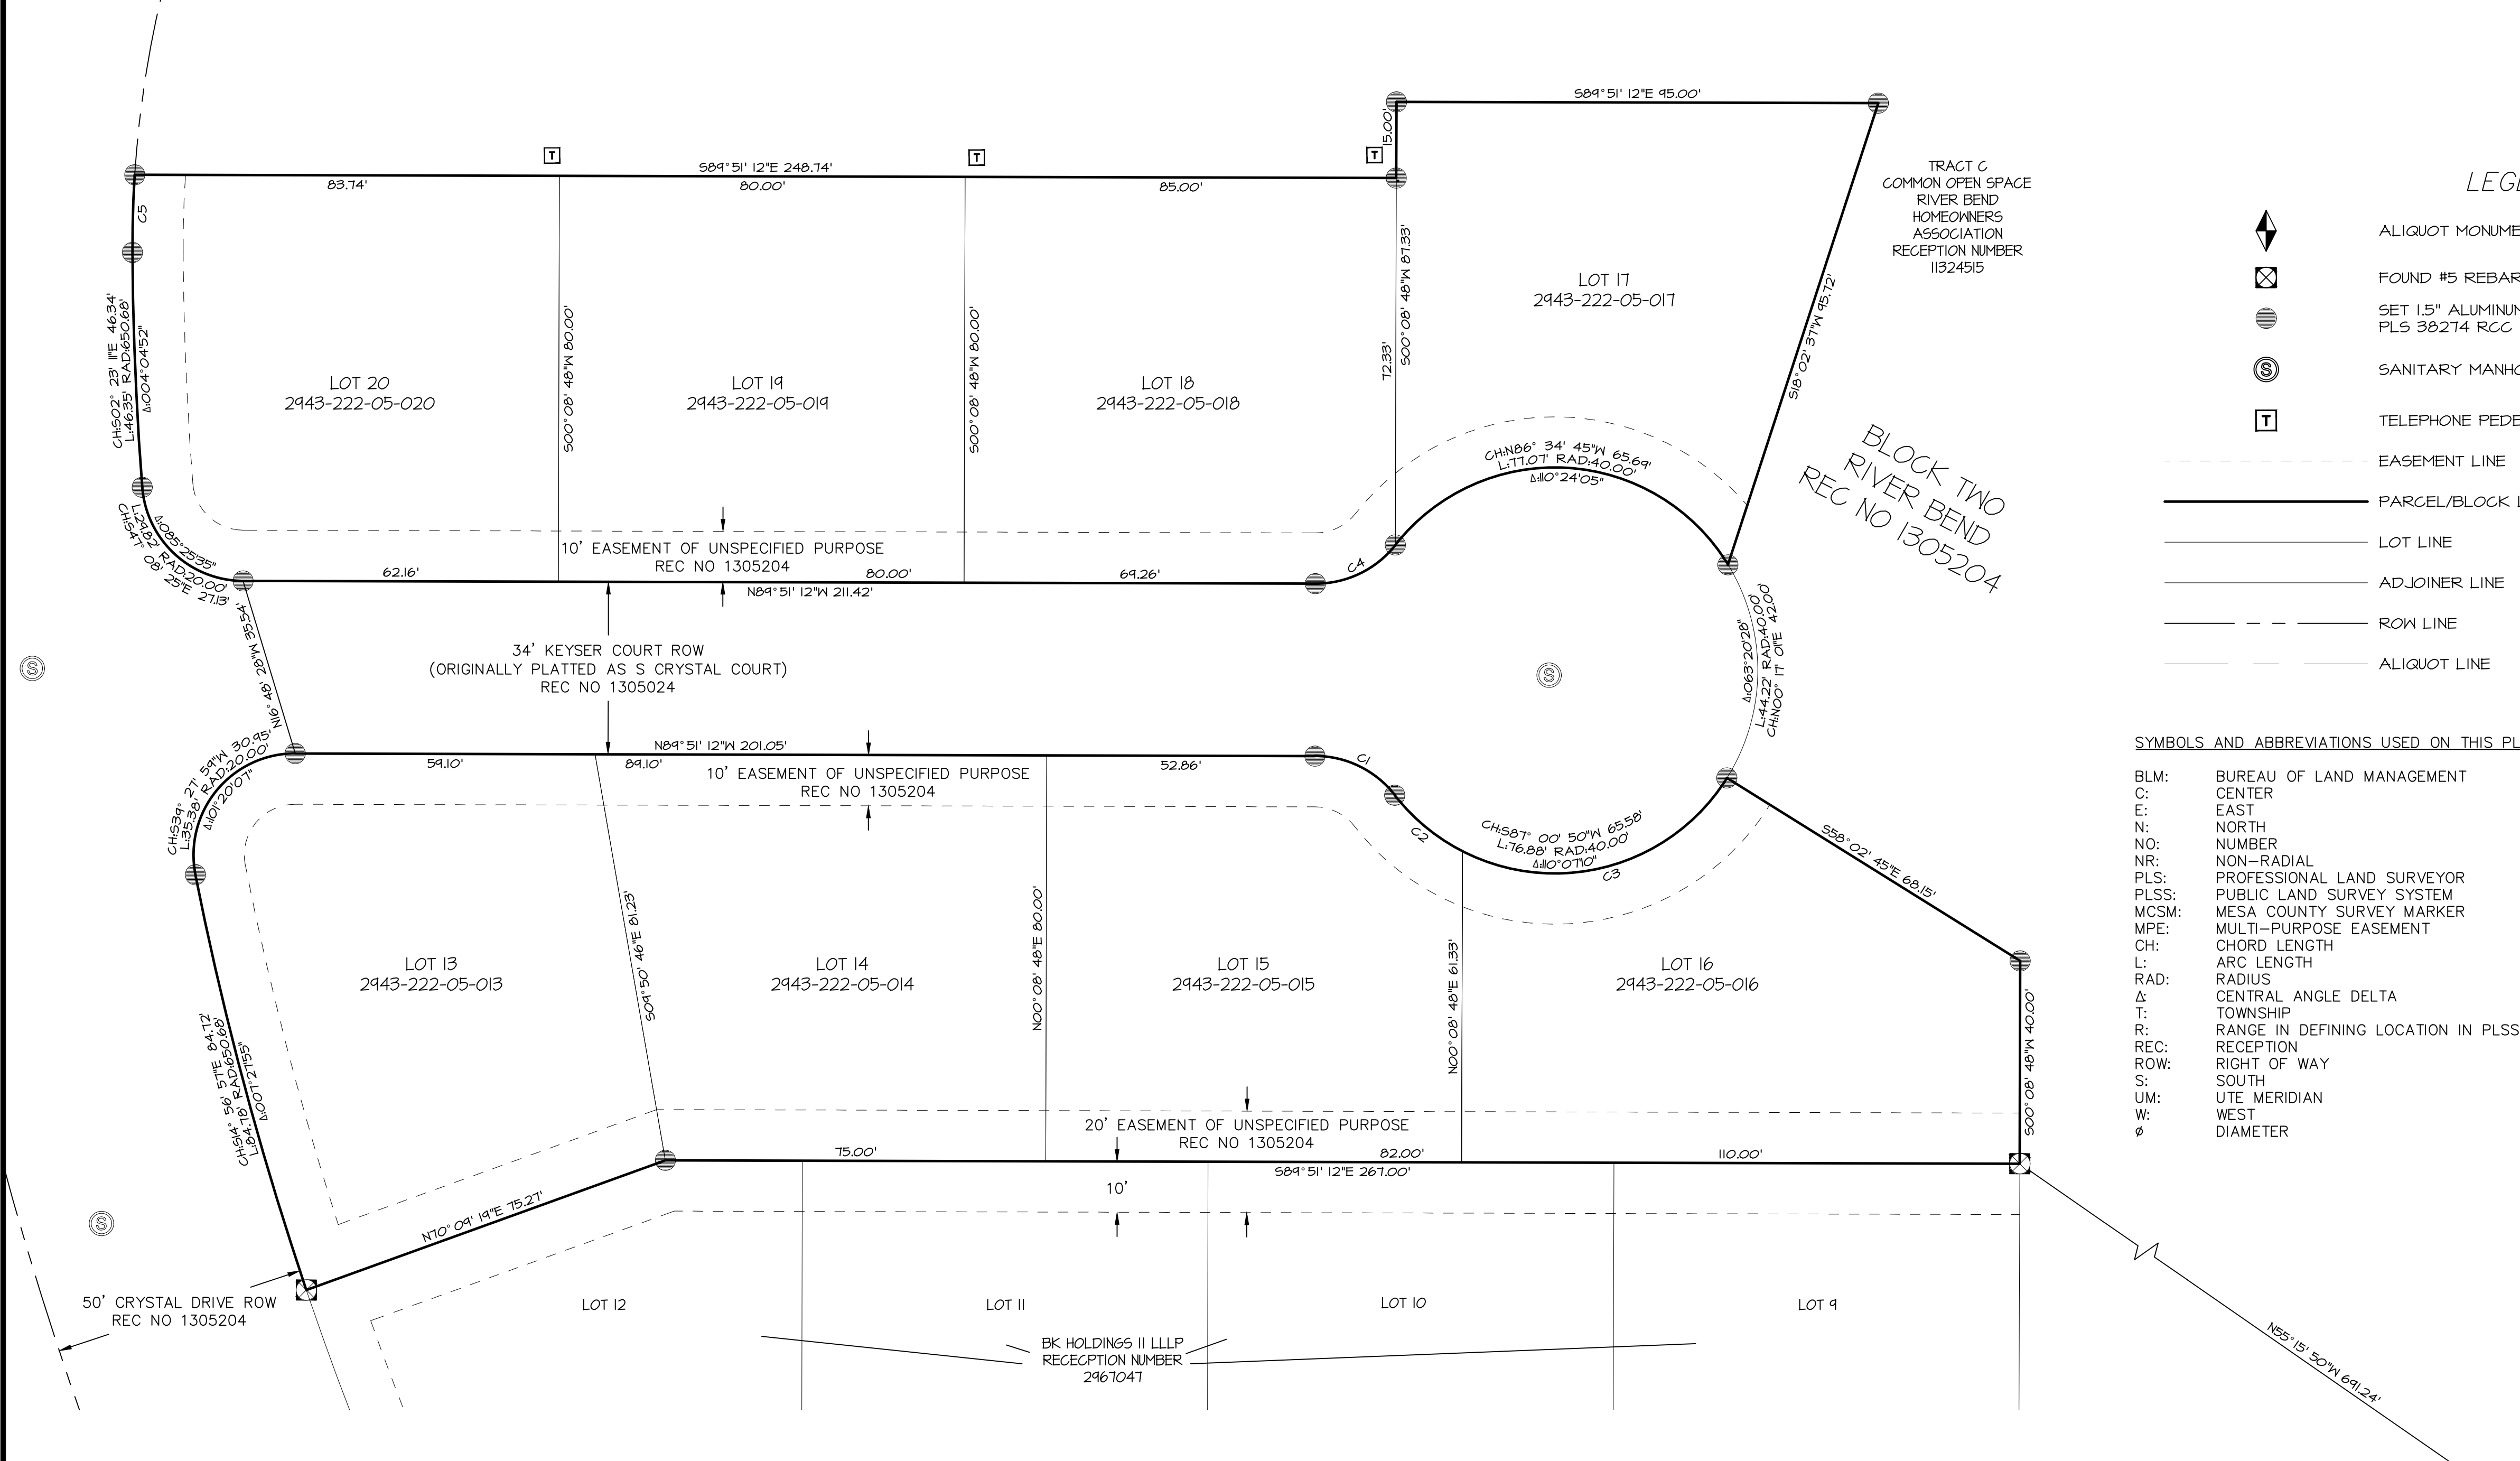 S89°51'12"E 95.00'
15.00'
S89°51'12"E 248.74'
83.74'
80.00'
85.00'
T
T
T
TRACT C
COMMON OPEN SPACE
RIVER BEND
HOMEOWNERS
ASSOCIATION
RECEPTION NUMBER
11324515
C5
CH:S02°23'11"E 46.34'
L:46.35' RAD:650.68'
Δ:004°04'52"
LOT 20
2943-222-05-020
S00°08'48"W 80.00'
LOT 19
2943-222-05-019
S00°08'48"W 80.00'
LOT 18
2943-222-05-018
72.33'
S00°08'48"W 87.33'
LOT 17
2943-222-05-017
S18°02'37"W 95.72'
BLOCK TWO
RIVER BEND
REC NO 1305204
Δ:085°25'35"
L:29.82' RAD:20.00'
CH:S47°08'25"E 27.13'
CH:N86°34'45"W 65.69'
L:77.07' RAD:40.00'
Δ:110°24'05"
10' EASEMENT OF UNSPECIFIED PURPOSE
REC NO 1305204
62.16'
80.00'
69.26'
C4
N89°51'12"W 211.42'
N16°48'28"W 35.54'
34' KEYSER COURT ROW
(ORIGINALLY PLATTED AS S CRYSTAL COURT)
REC NO 1305024
S
S
Δ:063°20'28"
L:44.22' RAD:40.00'
CH:N00°17'01"E 42.00'
N89°51'12"W 201.05'
59.10'
89.10'
52.86'
C1
10' EASEMENT OF UNSPECIFIED PURPOSE
REC NO 1305204
CH:S39°27'59"W 30.95'
L:35.38' RAD:20.00'
Δ:101°20'07"
C2
CH:S87°00'50"W 65.58'
L:76.88' RAD:40.00'
Δ:110°07'10"
C3
S58°02'45"E 68.15'
LOT 13
2943-222-05-013
S09°50'46"E 81.23'
LOT 14
2943-222-05-014
N00°08'48"E 80.00'
LOT 15
2943-222-05-015
N00°08'48"E 61.33'
LOT 16
2943-222-05-016
S00°08'48"W 40.00'
CH:S14°56'57"E 84.72'
L:84.78' RAD:650.68'
Δ:007°27'55"
20' EASEMENT OF UNSPECIFIED PURPOSE
REC NO 1305204
75.00'
82.00'
110.00'
S89°51'12"E 267.00'
10'
N70°09'19"E 75.27'
S
50' CRYSTAL DRIVE ROW
REC NO 1305204
LOT 12
LOT 11
LOT 10
LOT 9
BK HOLDINGS II LLLP
RECECPTION NUMBER
2967047
N55°15'50"W 691.24'
ALIQUOT MONUME
FOUND #5 REBAR
SET 1.5" ALUMINUM
PLS 38274 RCC
S SANITARY MANHO
T TELEPHONE PEDE
EASEMENT LINE
PARCEL/BLOCK L
LOT LINE
ADJOINER LINE
ROW LINE
ALIQUOT LINE
SYMBOLS AND ABBREVIATIONS USED ON THIS PL
BLM: BUREAU OF LAND MANAGEMENT
C: CENTER
E: EAST
N: NORTH
NO: NUMBER
NR: NON-RADIAL
PLS: PROFESSIONAL LAND SURVEYOR
PLSS: PUBLIC LAND SURVEY SYSTEM
MCSM: MESA COUNTY SURVEY MARKER
MPE: MULTI-PURPOSE EASEMENT
CH: CHORD LENGTH
L: ARC LENGTH
RAD: RADIUS
Δ: CENTRAL ANGLE DELTA
T: TOWNSHIP
R: RANGE IN DEFINING LOCATION IN PLSS
REC: RECEPTION
ROW: RIGHT OF WAY
S: SOUTH
UM: UTE MERIDIAN
W: WEST
ø DIAMETER